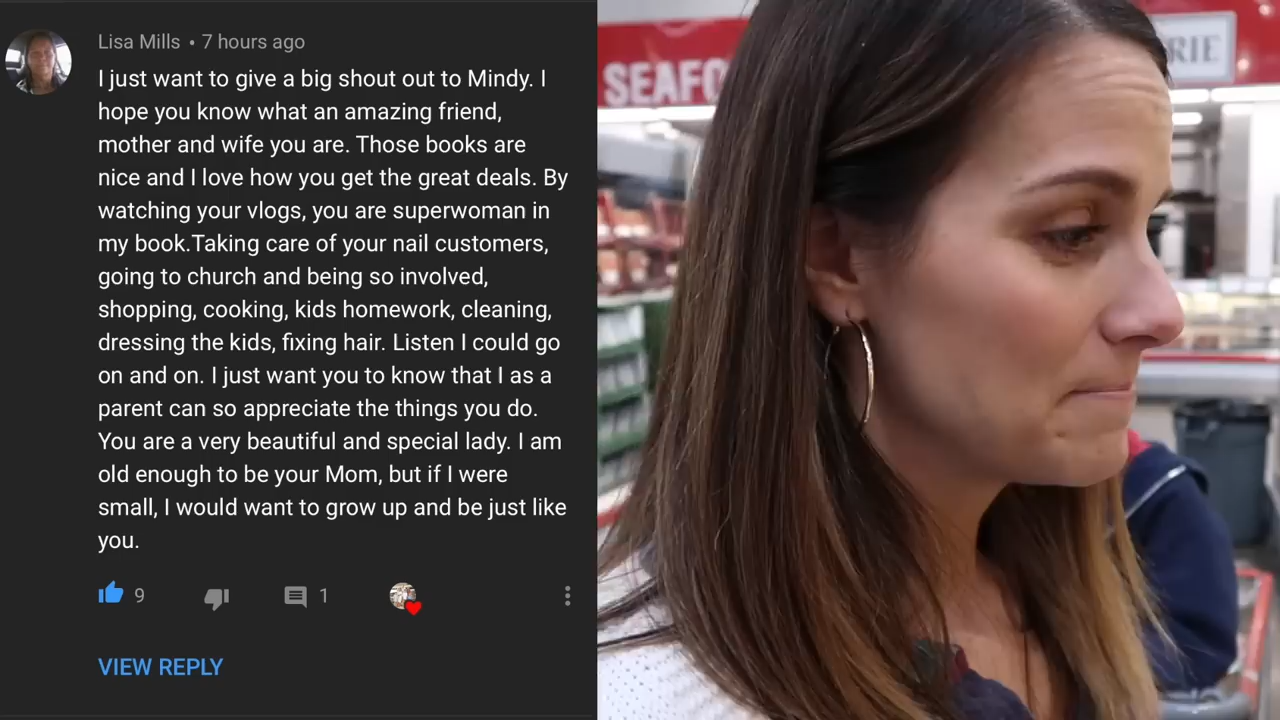 Lisa Mills • 7 hours ago
I just want to give a big shout out to Mindy. I
hope you know what an amazing friend,
mother and wife you are. Those books are
nice and I love how you get the great deals. By
watching your vlogs, you are superwoman in
my book.Taking care of your nail customers,
going to church and being so involved,
shopping, cooking, kids homework, cleaning,
dressing the kids, fixing hair. Listen I could go
on and on. I just want you to know that I as a
parent can so appreciate the things you do.
You are a very beautiful and special lady. I am
old enough to be your Mom, but if I were
small, I would want to grow up and be just like
you.
9
1
VIEW REPLY
SEAFO
RIE